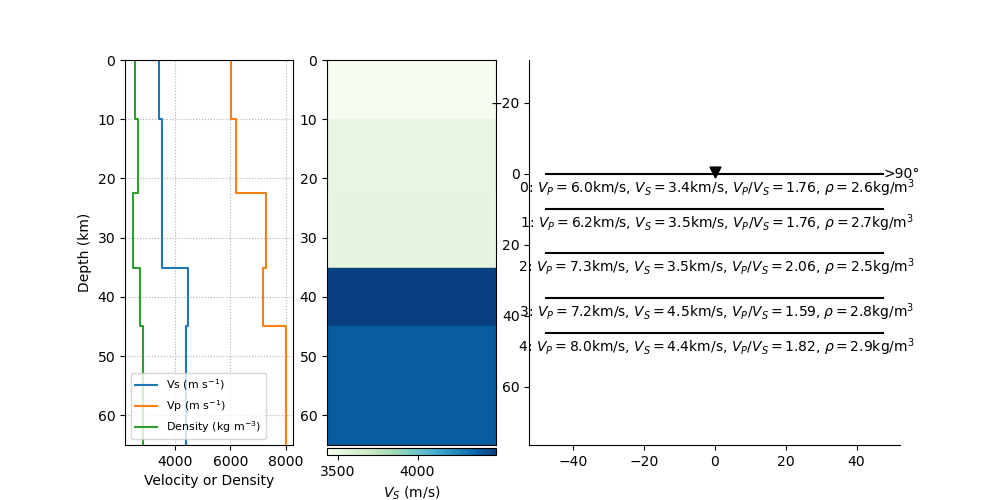 0
10
20
30
40
50
60
Depth (km)
Vs (m s⁻¹)
Vp (m s⁻¹)
Density (kg m⁻³)
4000 6000 8000
Velocity or Density
0
10
20
30
40
50
60
3500 4000
V_S (m/s)
−20
0
20
40
60
>90°
0: V_P = 6.0km/s, V_S = 3.4km/s, V_P/V_S = 1.76, ρ = 2.6kg/m³
1: V_P = 6.2km/s, V_S = 3.5km/s, V_P/V_S = 1.76, ρ = 2.7kg/m³
2: V_P = 7.3km/s, V_S = 3.5km/s, V_P/V_S = 2.06, ρ = 2.5kg/m³
3: V_P = 7.2km/s, V_S = 4.5km/s, V_P/V_S = 1.59, ρ = 2.8kg/m³
4: V_P = 8.0km/s, V_S = 4.4km/s, V_P/V_S = 1.82, ρ = 2.9kg/m³
−40 −20 0 20 40